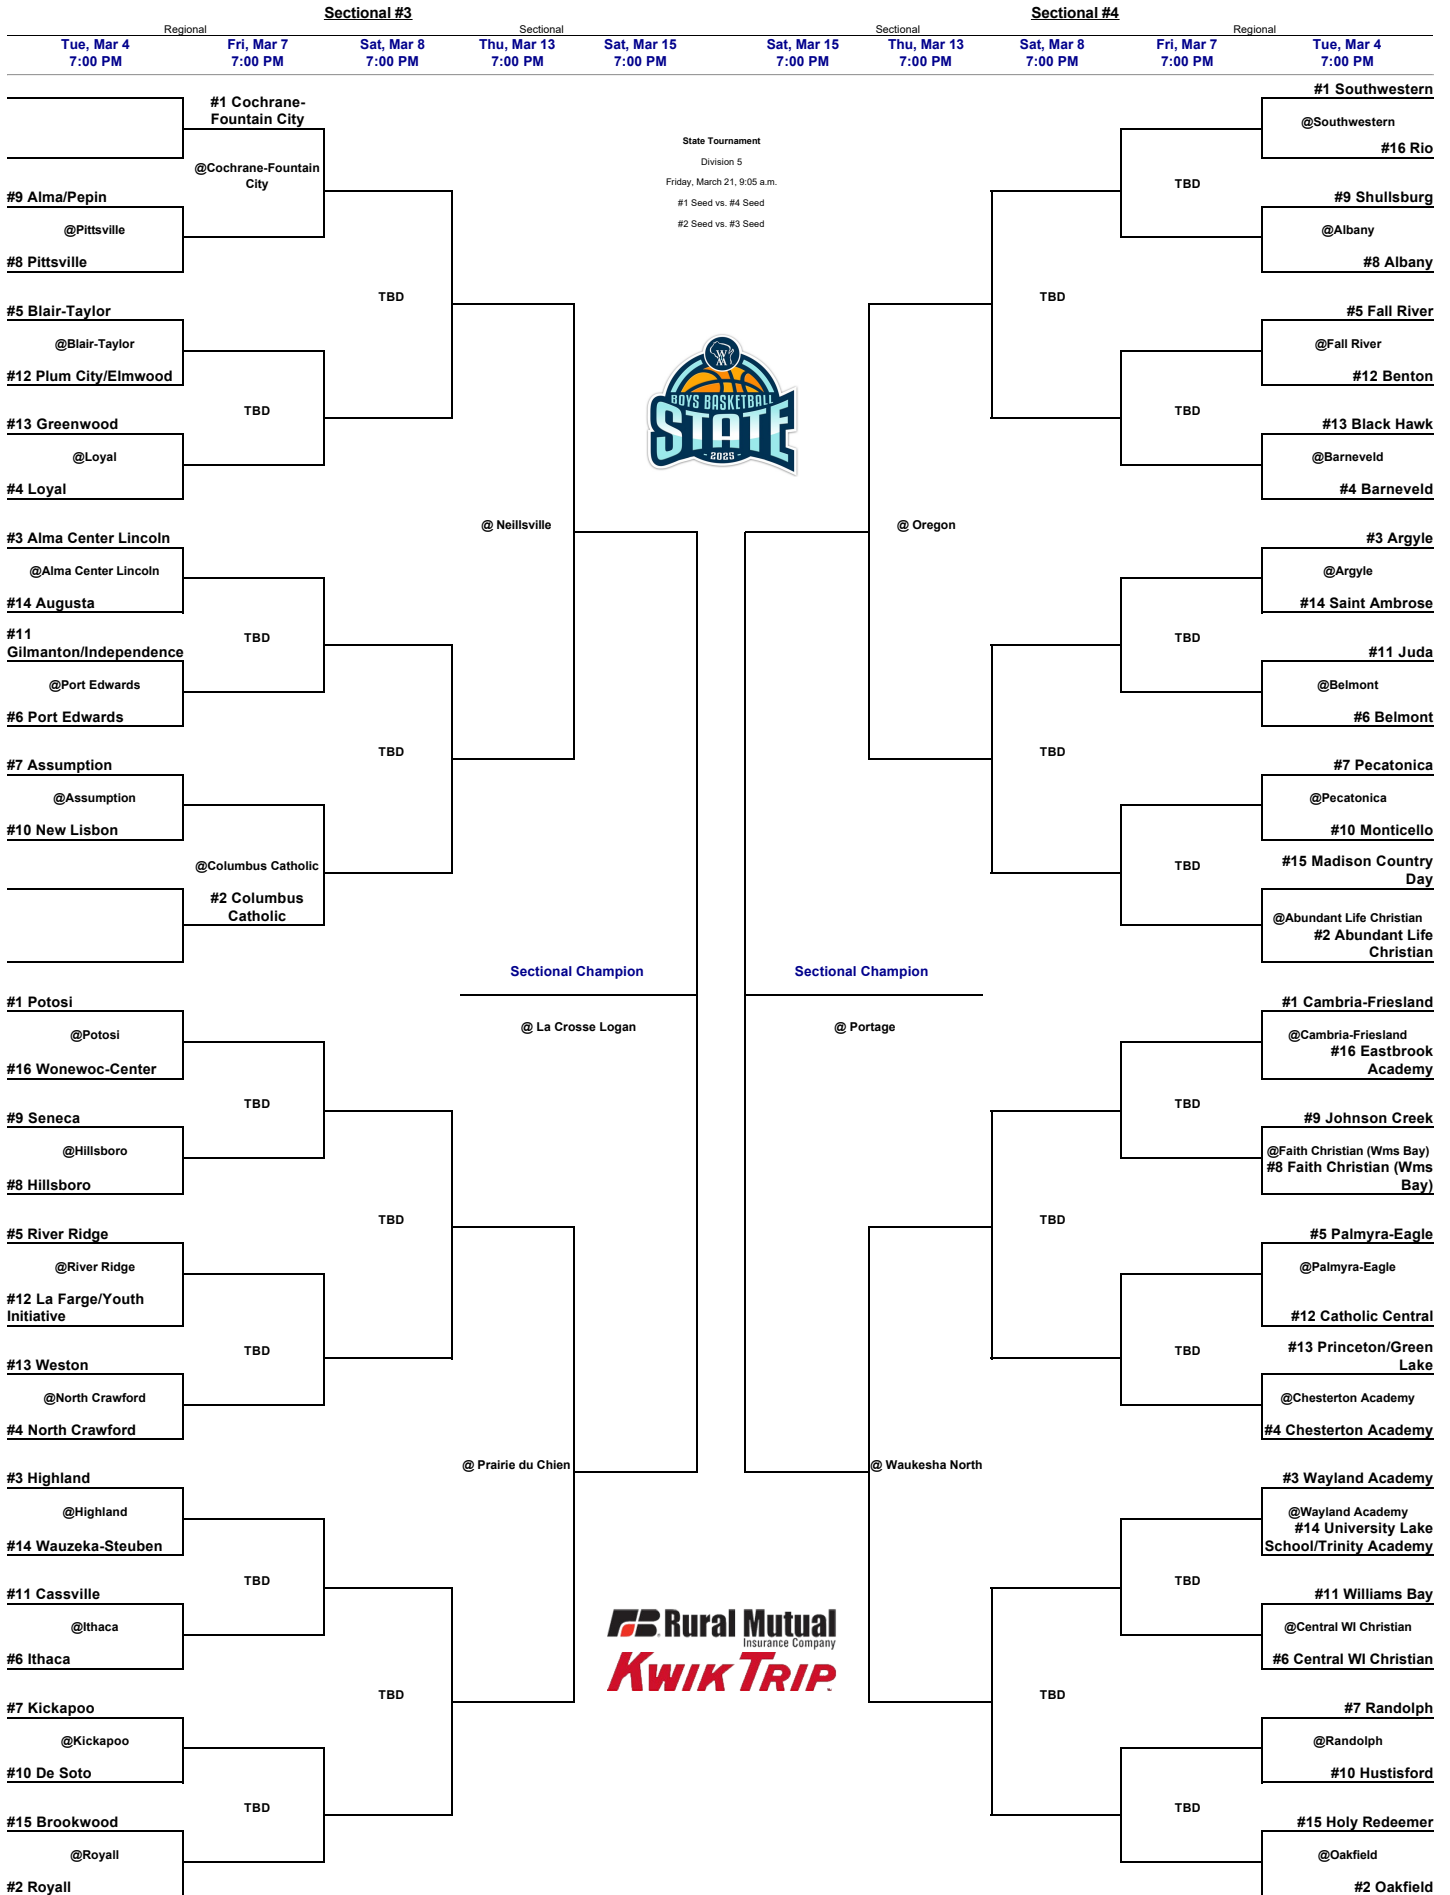 Sectional #3
Sectional #4
Regional
Sectional
Sectional
Regional
Tue, Mar 4
Fri, Mar 7
Sat, Mar 8
Thu, Mar 13
Sat, Mar 15
Sat, Mar 15
Thu, Mar 13
Sat, Mar 8
Fri, Mar 7
Tue, Mar 4
7:00 PM
7:00 PM
7:00 PM
7:00 PM
7:00 PM
7:00 PM
7:00 PM
7:00 PM
7:00 PM
7:00 PM
#1 Cochrane-
Fountain City
@Cochrane-Fountain
City
#9 Alma/Pepin
@Pittsville
#8 Pittsville
TBD
#5 Blair-Taylor
@Blair-Taylor
#12 Plum City/Elmwood
TBD
#13 Greenwood
@Loyal
#4 Loyal
@ Neillsville
#3 Alma Center Lincoln
@Alma Center Lincoln
#14 Augusta
TBD
#11
Gilmanton/Independence
@Port Edwards
#6 Port Edwards
TBD
#7 Assumption
@Assumption
#10 New Lisbon
@Columbus Catholic
#2 Columbus
Catholic
Sectional Champion
@ La Crosse Logan
#1 Potosi
@Potosi
#16 Wonewoc-Center
TBD
#9 Seneca
@Hillsboro
#8 Hillsboro
TBD
#5 River Ridge
@River Ridge
#12 La Farge/Youth
Initiative
TBD
#13 Weston
@North Crawford
#4 North Crawford
@ Prairie du Chien
#3 Highland
@Highland
#14 Wauzeka-Steuben
TBD
#11 Cassville
@Ithaca
#6 Ithaca
TBD
#7 Kickapoo
@Kickapoo
#10 De Soto
TBD
#15 Brookwood
@Royall
#2 Royall
State Tournament
Division 5
Friday, March 21, 9:05 a.m.
#1 Seed vs. #4 Seed
#2 Seed vs. #3 Seed
BOYS BASKETBALL
STATE
- 2025 -
Rural Mutual
Insurance Company
KWIK TRIP
#1 Southwestern
@Southwestern
#16 Rio
TBD
#9 Shullsburg
@Albany
#8 Albany
TBD
#5 Fall River
@Fall River
#12 Benton
TBD
#13 Black Hawk
@Barneveld
#4 Barneveld
@ Oregon
#3 Argyle
@Argyle
#14 Saint Ambrose
TBD
#11 Juda
@Belmont
#6 Belmont
TBD
#7 Pecatonica
@Pecatonica
#10 Monticello
TBD
#15 Madison Country
Day
@Abundant Life Christian
#2 Abundant Life
Christian
Sectional Champion
@ Portage
#1 Cambria-Friesland
@Cambria-Friesland
#16 Eastbrook
Academy
TBD
#9 Johnson Creek
@Faith Christian (Wms Bay)
#8 Faith Christian (Wms
Bay)
TBD
#5 Palmyra-Eagle
@Palmyra-Eagle
#12 Catholic Central
TBD
#13 Princeton/Green
Lake
@Chesterton Academy
#4 Chesterton Academy
@ Waukesha North
#3 Wayland Academy
@Wayland Academy
#14 University Lake
School/Trinity Academy
TBD
#11 Williams Bay
@Central WI Christian
#6 Central WI Christian
TBD
#7 Randolph
@Randolph
#10 Hustisford
TBD
#15 Holy Redeemer
@Oakfield
#2 Oakfield